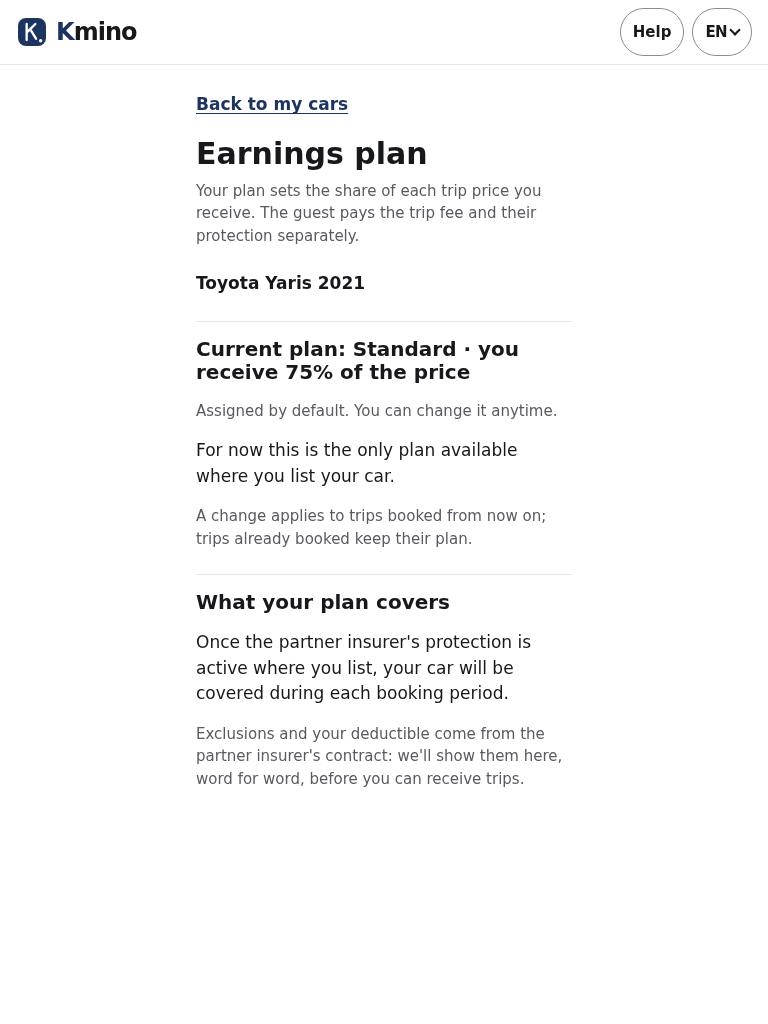 K. Kmino
Help
EN
Back to my cars
Earnings plan
Your plan sets the share of each trip price you
receive. The guest pays the trip fee and their
protection separately.
Toyota Yaris 2021
Current plan: Standard · you
receive 75% of the price
Assigned by default. You can change it anytime.
For now this is the only plan available
where you list your car.
A change applies to trips booked from now on;
trips already booked keep their plan.
What your plan covers
Once the partner insurer's protection is
active where you list, your car will be
covered during each booking period.
Exclusions and your deductible come from the
partner insurer's contract: we'll show them here,
word for word, before you can receive trips.